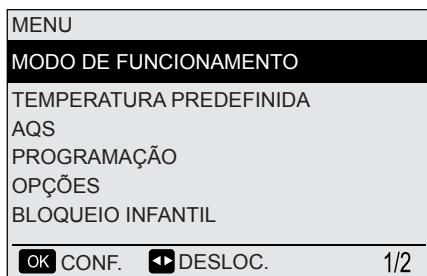 MENU
MODO DE FUNCIONAMENTO
TEMPERATURA PREDEFINIDA
AQS
PROGRAMAÇÃO
OPÇÕES
BLOQUEIO INFANTIL
OK CONF. DESLOC. 1/2